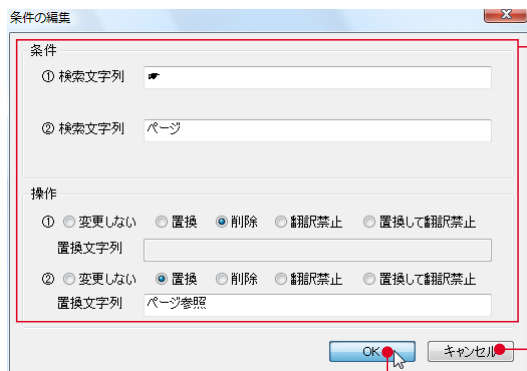 条件の編集
条件
① 検索文字列 ☛
② 検索文字列 ページ
操作
① 変更しない 置換 削除 翻訳禁止 置換して翻訳禁止
置換文字列
② 変更しない 置換 削除 翻訳禁止 置換して翻訳禁止
置換文字列 ページ参照
OK キャンセル